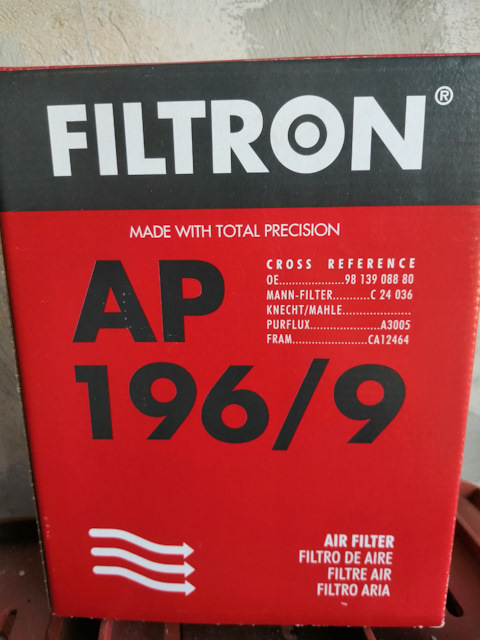 FILTRON®
MADE WITH TOTAL PRECISION
AP
196/9
CROSS REFERENCE
OE....................98 139 088 80
MANN-FILTER...........C 24 036
KNECHT/MAHLE.....................
PURFLUX.....................A3005
FRAM.......................CA12464
AIR FILTER
FILTRO DE AIRE
FILTRE AIR
FILTRO ARIA